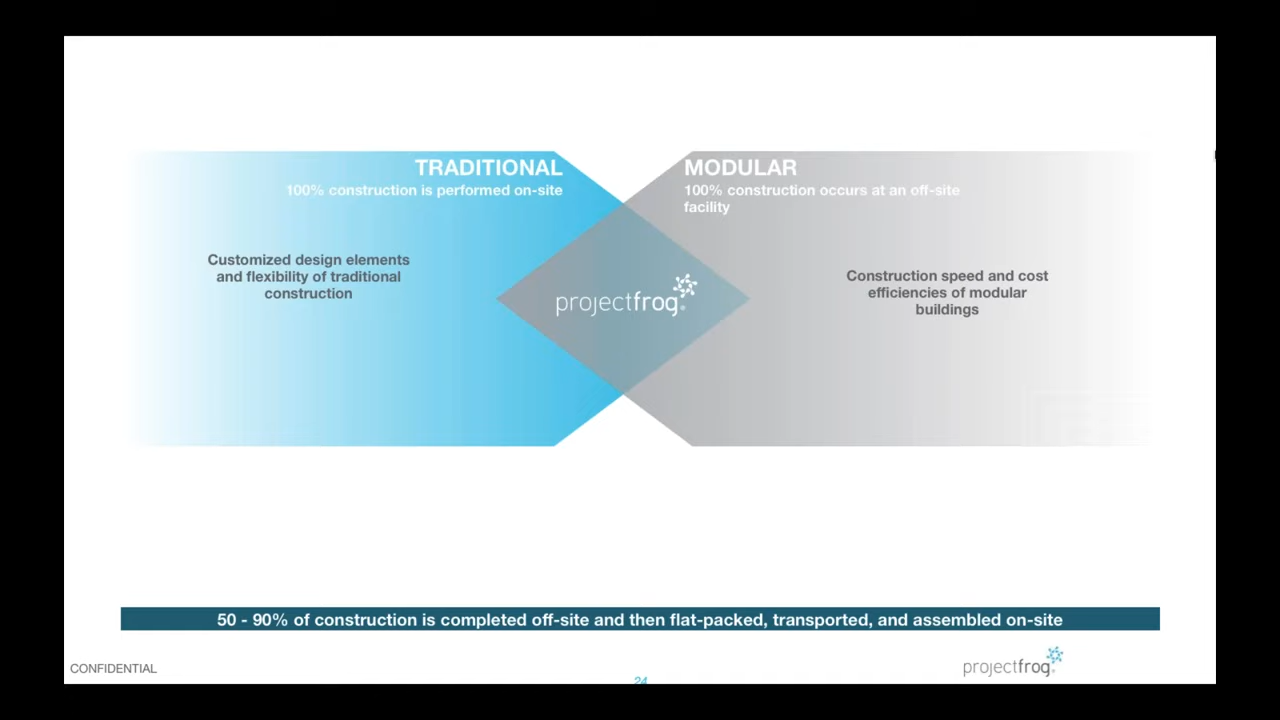 TRADITIONAL
100% construction is performed on-site
MODULAR
100% construction occurs at an off-site
facility
Customized design elements
and flexibility of traditional
construction
projectfrog®
Construction speed and cost
efficiencies of modular
buildings
50 - 90% of construction is completed off-site and then flat-packed, transported, and assembled on-site
CONFIDENTIAL
24
projectfrog®